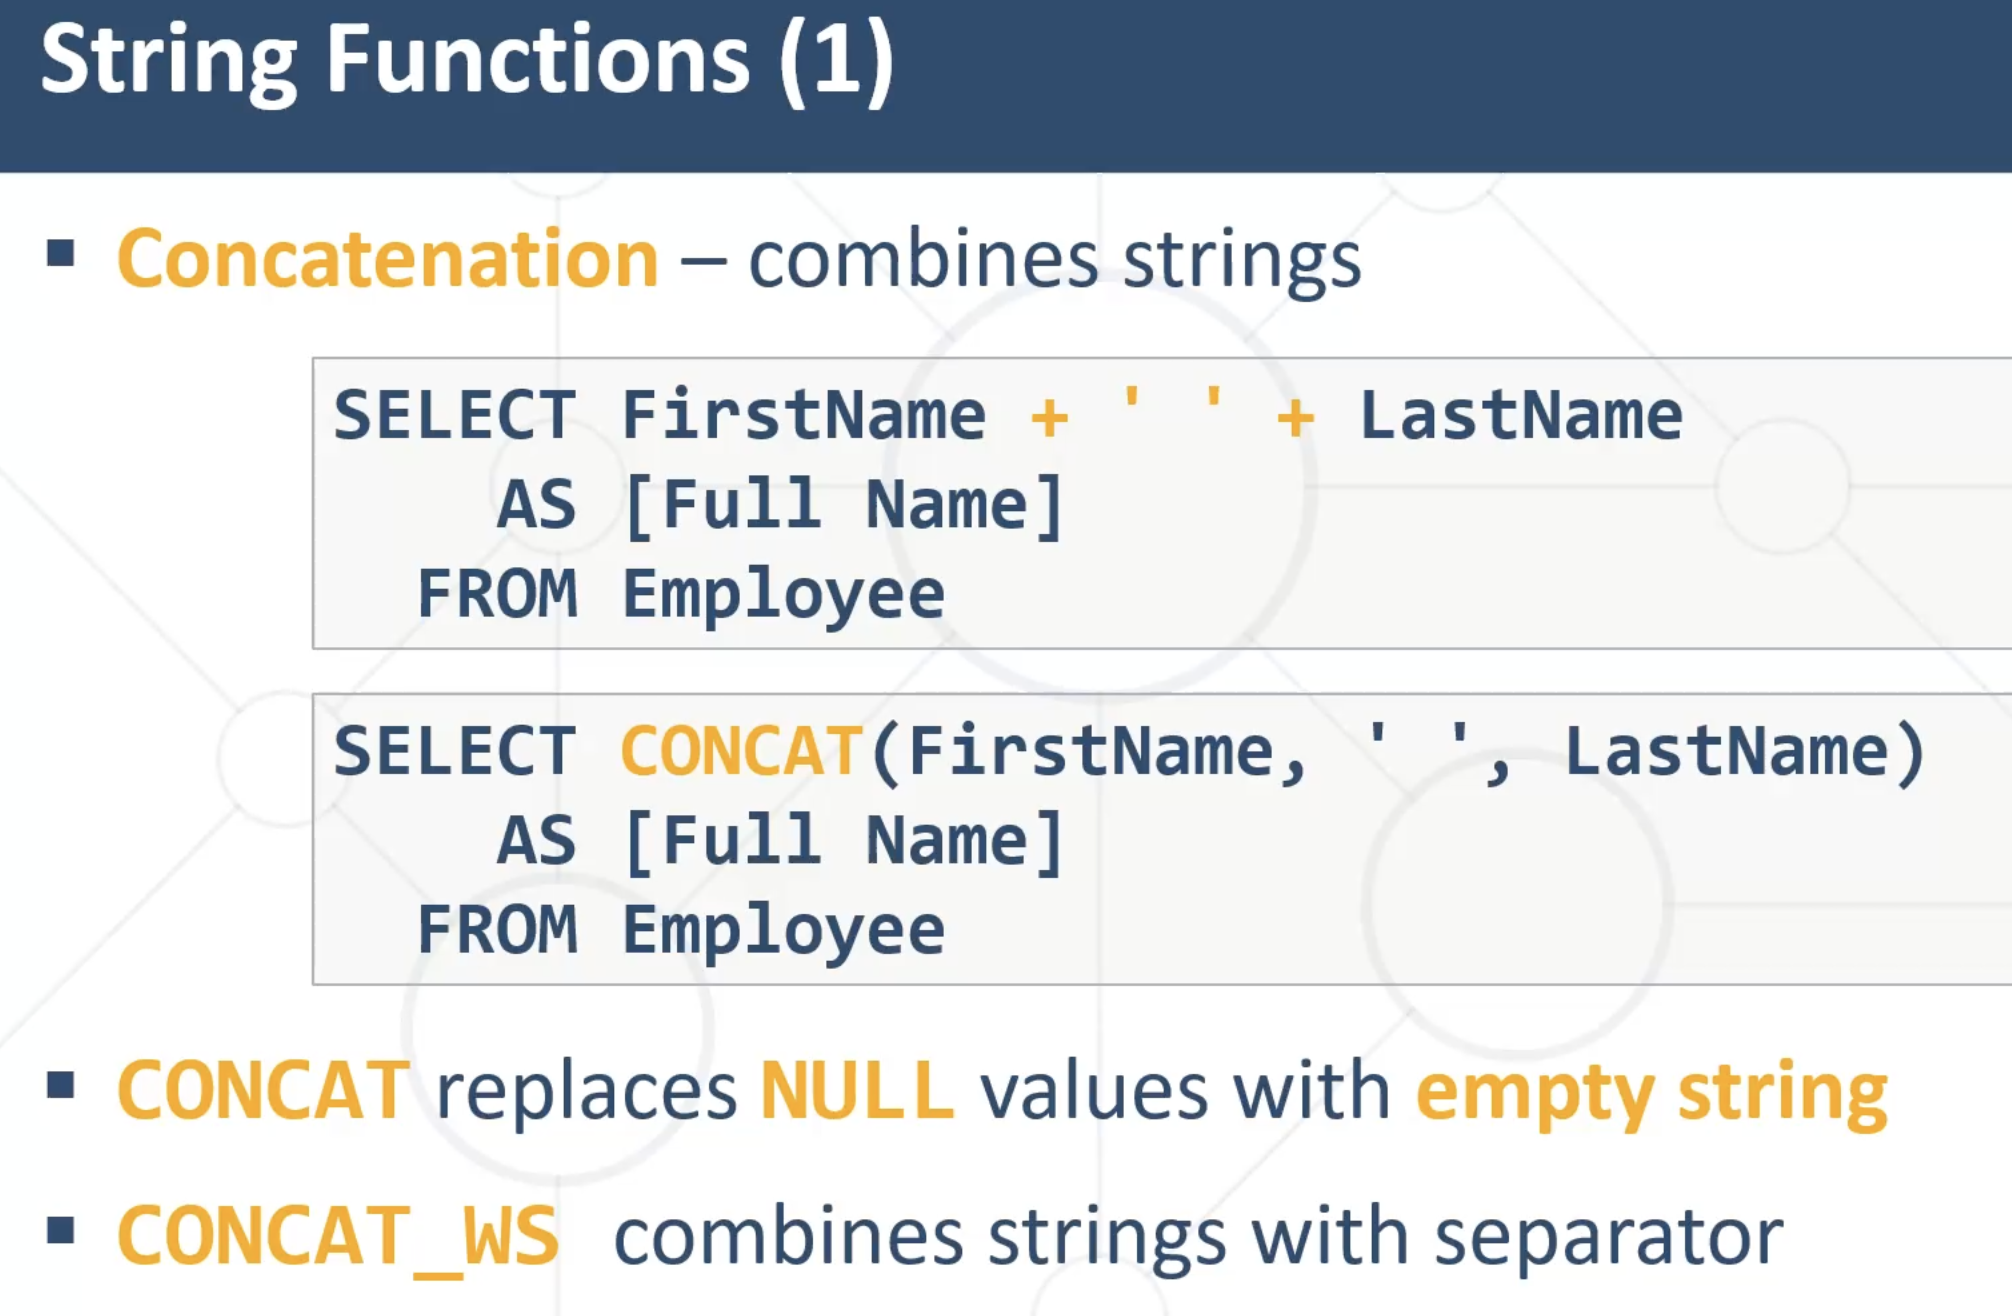 String Functions (1)
▪ Concatenation – combines strings
SELECT FirstName + ' ' + LastName
AS [Full Name]
FROM Employee
SELECT CONCAT(FirstName, ' ', LastName)
AS [Full Name]
FROM Employee
▪ CONCAT replaces NULL values with empty string
▪ CONCAT_WS combines strings with separator